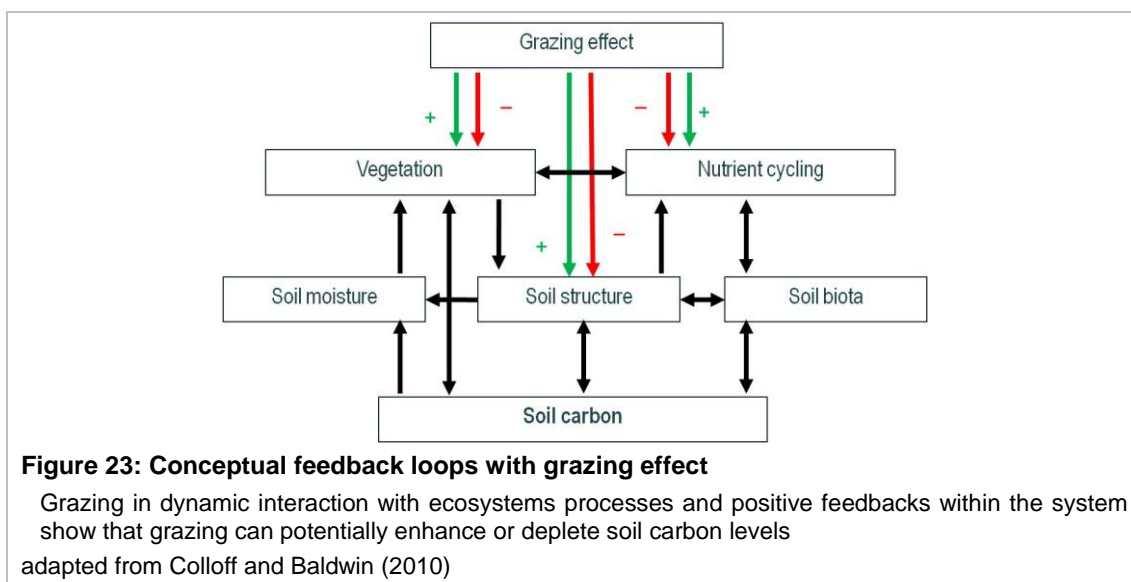 Grazing effect
+ – – +
Vegetation
Nutrient cycling
+ –
Soil moisture
Soil structure
Soil biota
Soil carbon
Figure 23: Conceptual feedback loops with grazing effect
Grazing in dynamic interaction with ecosystems processes and positive feedbacks within the system
show that grazing can potentially enhance or deplete soil carbon levels
adapted from Colloff and Baldwin (2010)